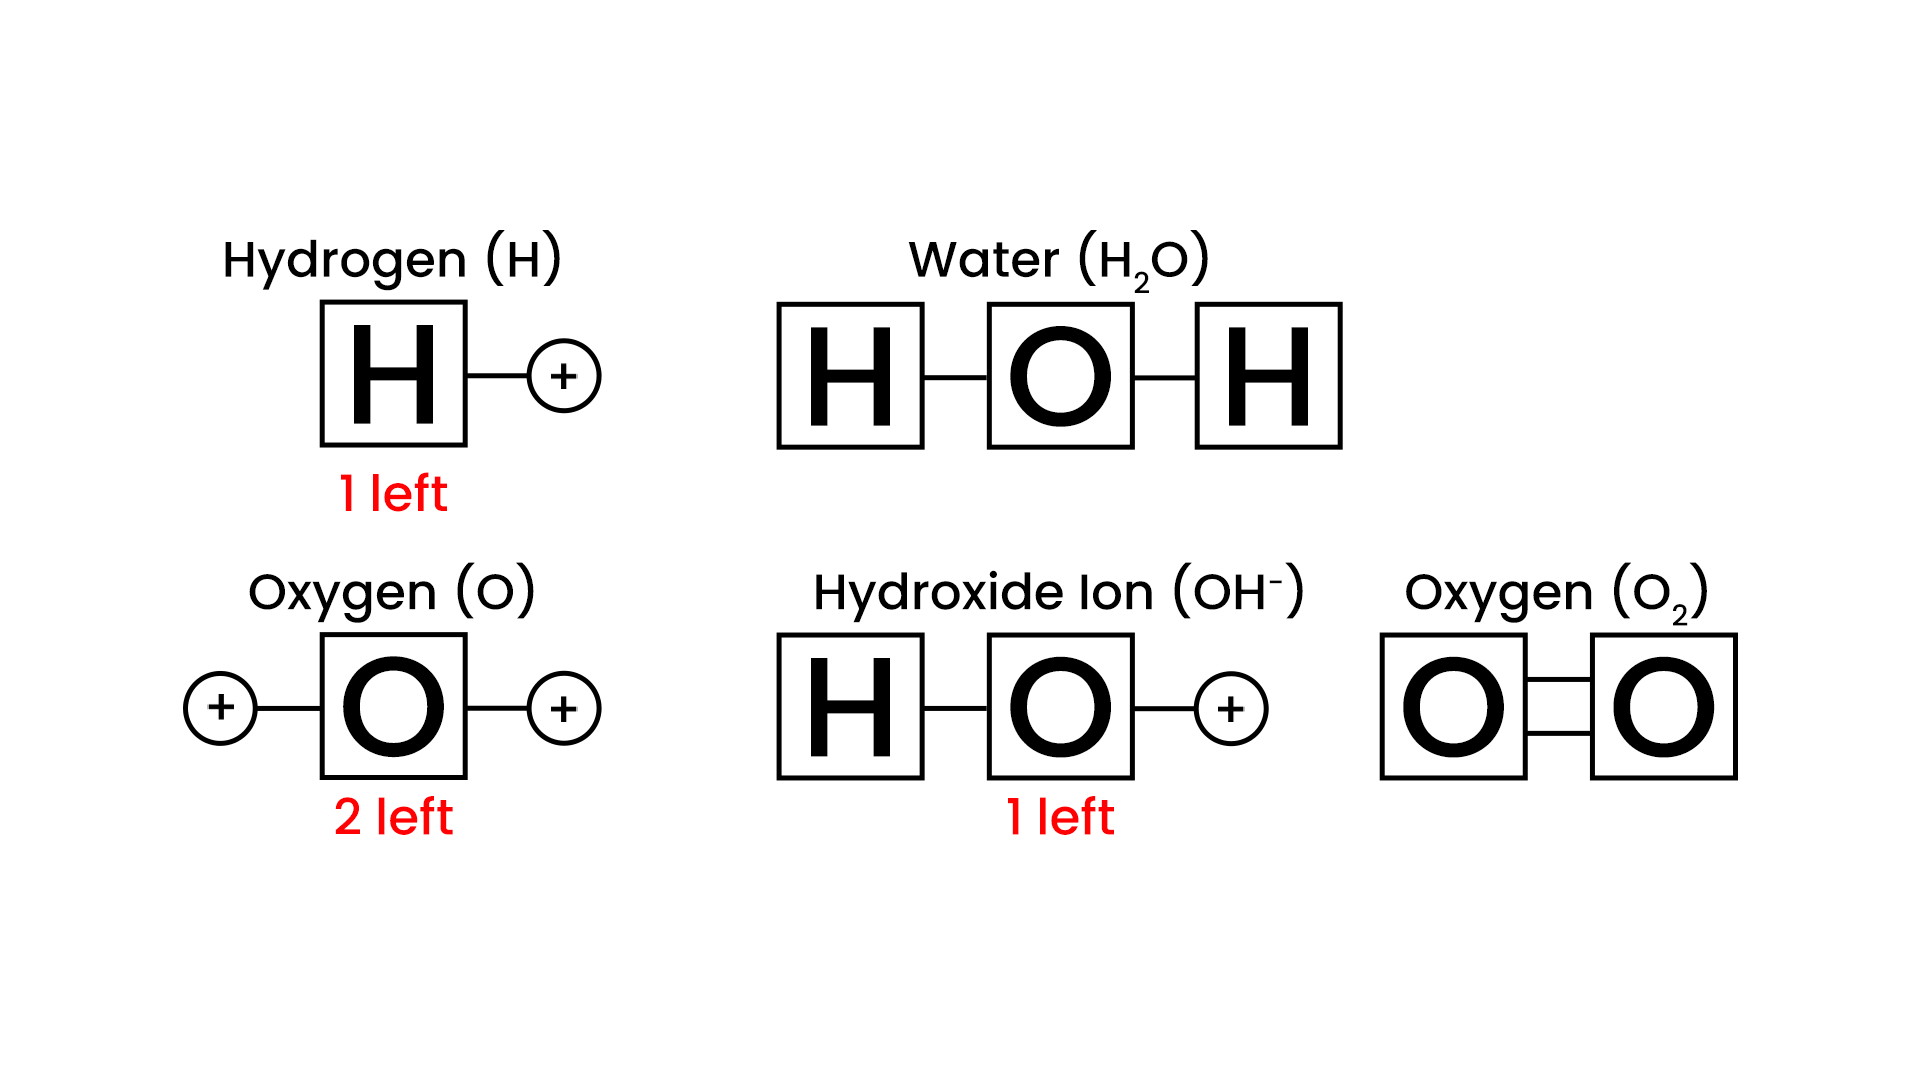 Hydrogen (H)
H
+
1 left
Water (H₂O)
H O H
Oxygen (O)
+ O +
2 left
Hydroxide Ion (OH⁻)
H O +
1 left
Oxygen (O₂)
O O